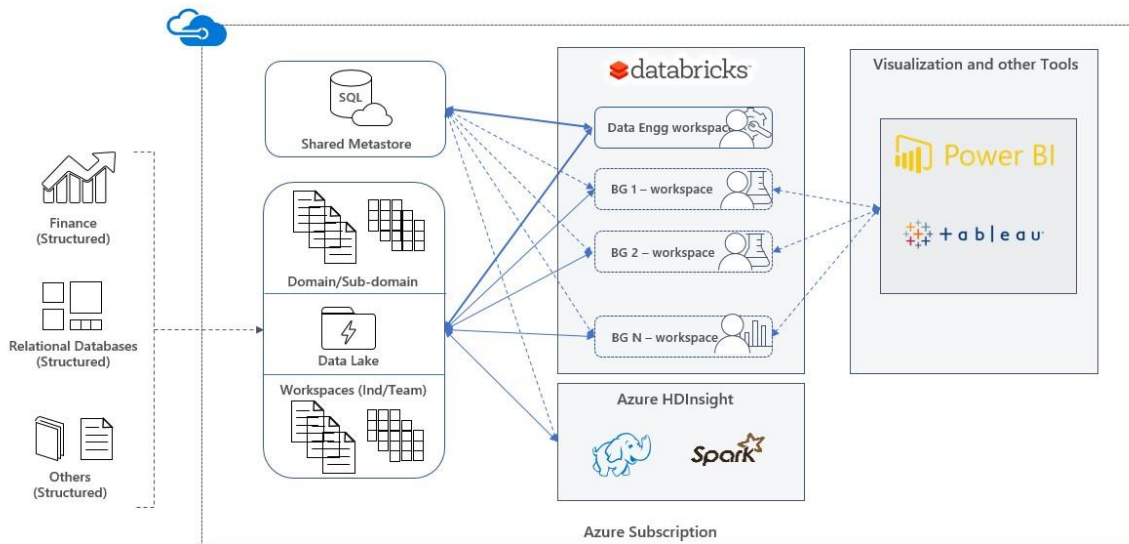 Finance
(Structured)
Relational Databases
(Structured)
Others
(Structured)
SQL
Shared Metastore
Domain/Sub-domain
Data Lake
Workspaces (Ind/Team)
databricks
Data Engg workspace
BG 1 – workspace
BG 2 – workspace
BG N – workspace
Azure HDInsight
Spark
Visualization and other Tools
Power BI
+ableau
Azure Subscription